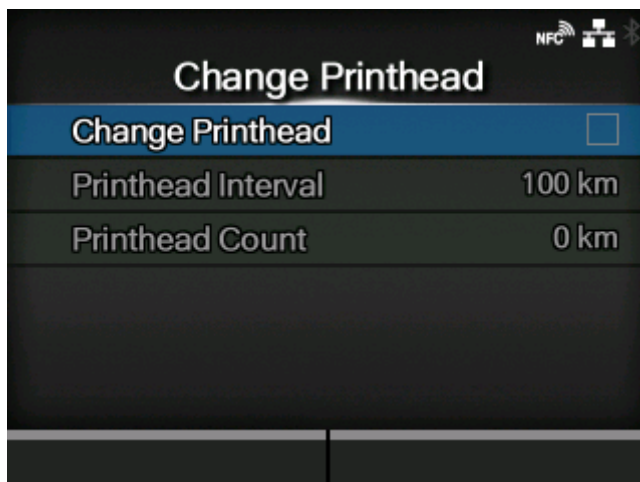 NFC
Change Printhead
Change Printhead
Printhead Interval 100 km
Printhead Count 0 km